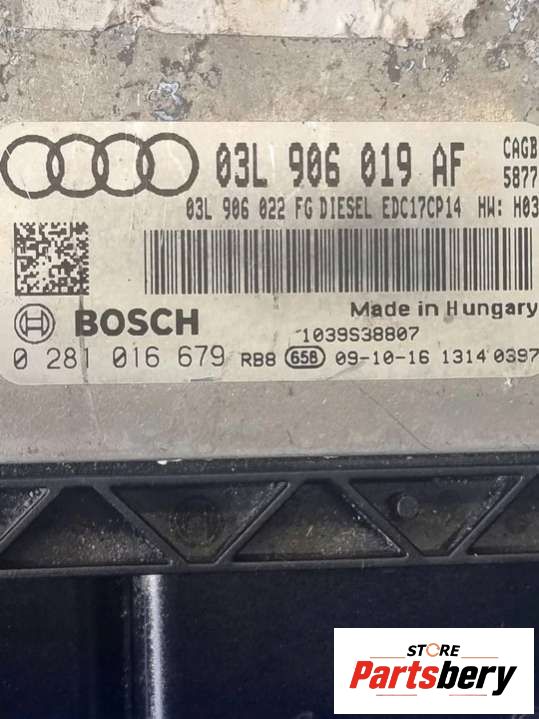 03L 906 019 AF CAGB
5877
03L 906 022 FG DIESEL EDC17CP14 HW: H03
Made in Hungary
BOSCH
1039S38807
0 281 016 679 RB8 658 09-10-16 1314 0397
STORE
Partsbery